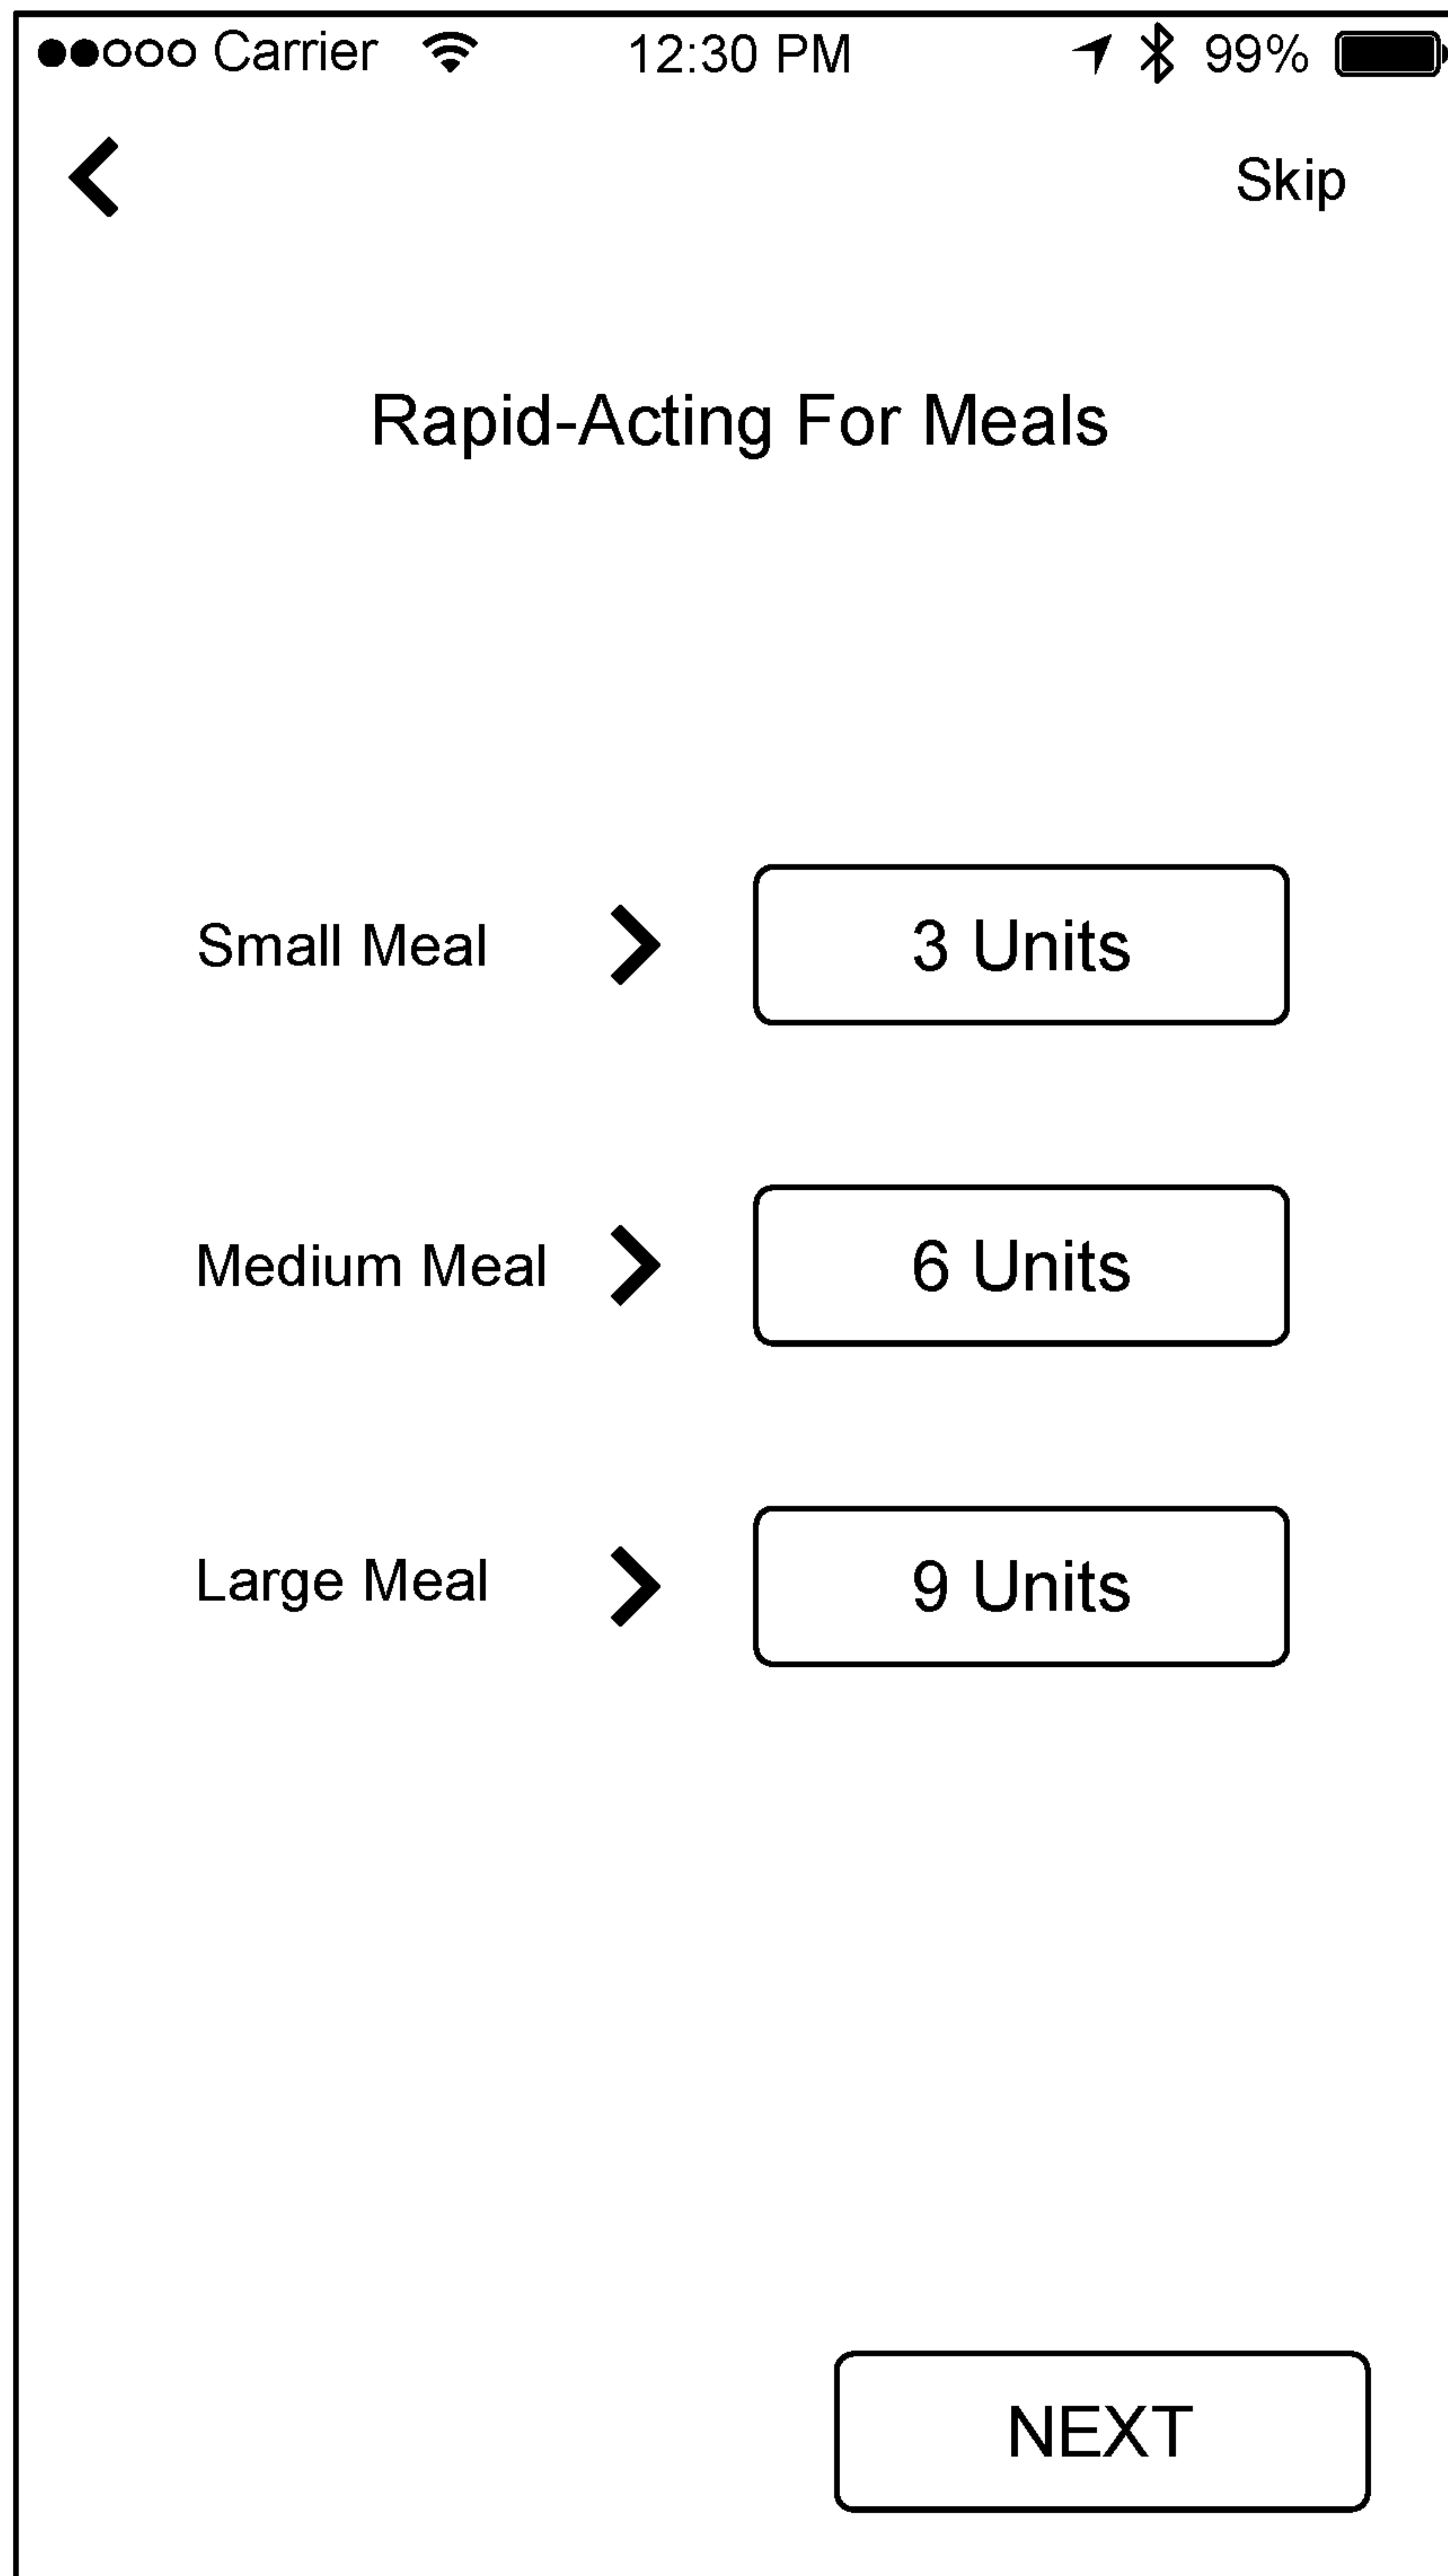 Carrier 12:30 PM 99%
Skip
Rapid-Acting For Meals
Small Meal 3 Units
Medium Meal 6 Units
Large Meal 9 Units
NEXT